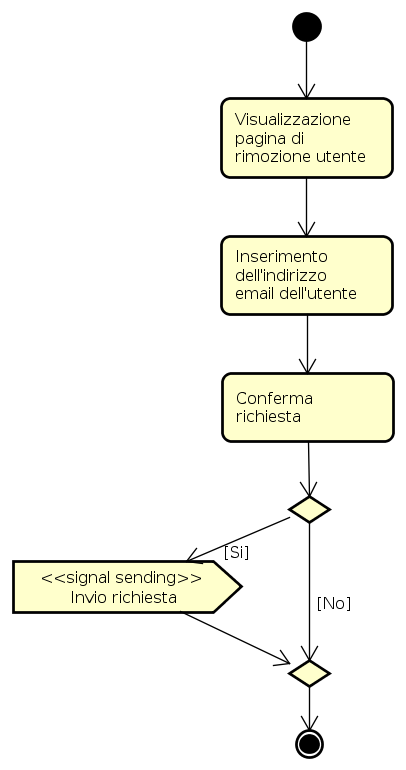 Visualizzazione
pagina di
rimozione utente
Inserimento
dell'indirizzo
email dell'utente
Conferma
richiesta
[Si]
<<signal sending>>
Invio richiesta
[No]